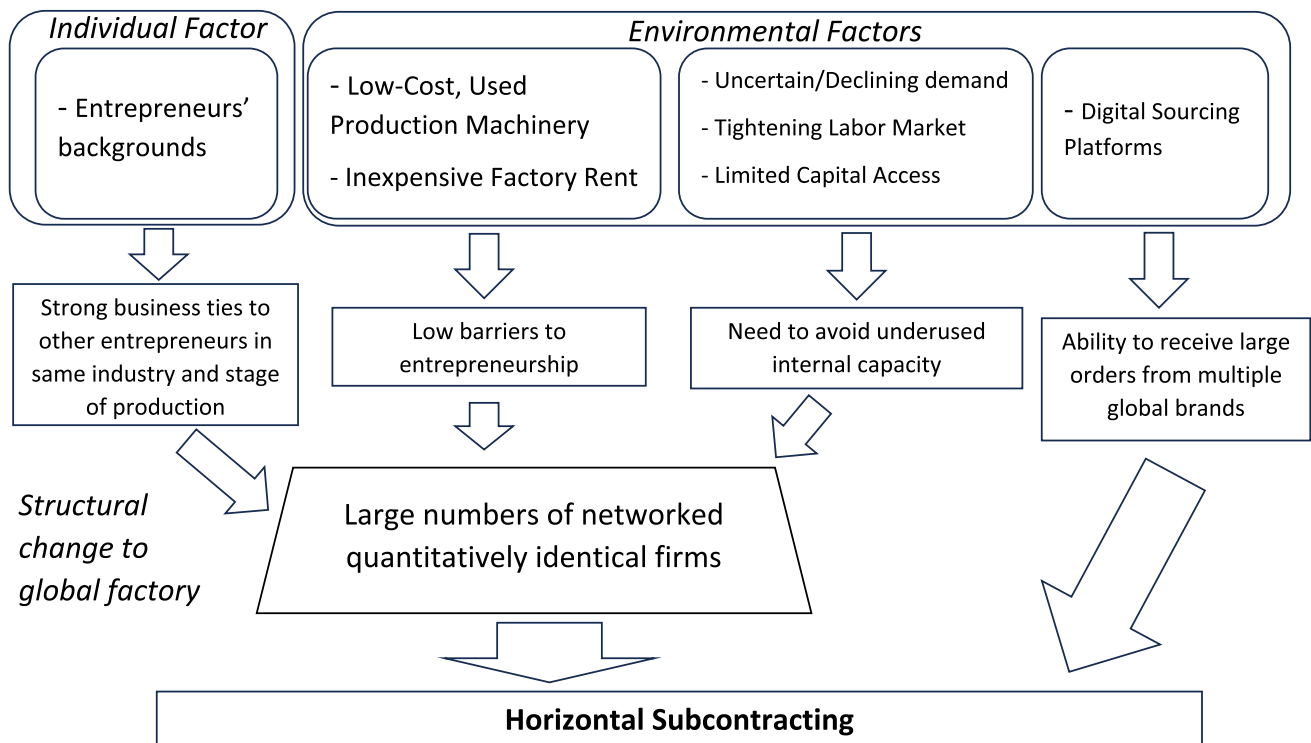 Individual Factor
- Entrepreneurs’
backgrounds
Environmental Factors
- Low-Cost, Used
Production Machinery
- Inexpensive Factory Rent
- Uncertain/Declining demand
- Tightening Labor Market
- Limited Capital Access
- Digital Sourcing
Platforms
Strong business ties to
other entrepreneurs in
same industry and stage
of production
Low barriers to
entrepreneurship
Need to avoid underused
internal capacity
Ability to receive large
orders from multiple
global brands
Structural
change to
global factory
Large numbers of networked
quantitatively identical firms
Horizontal Subcontracting